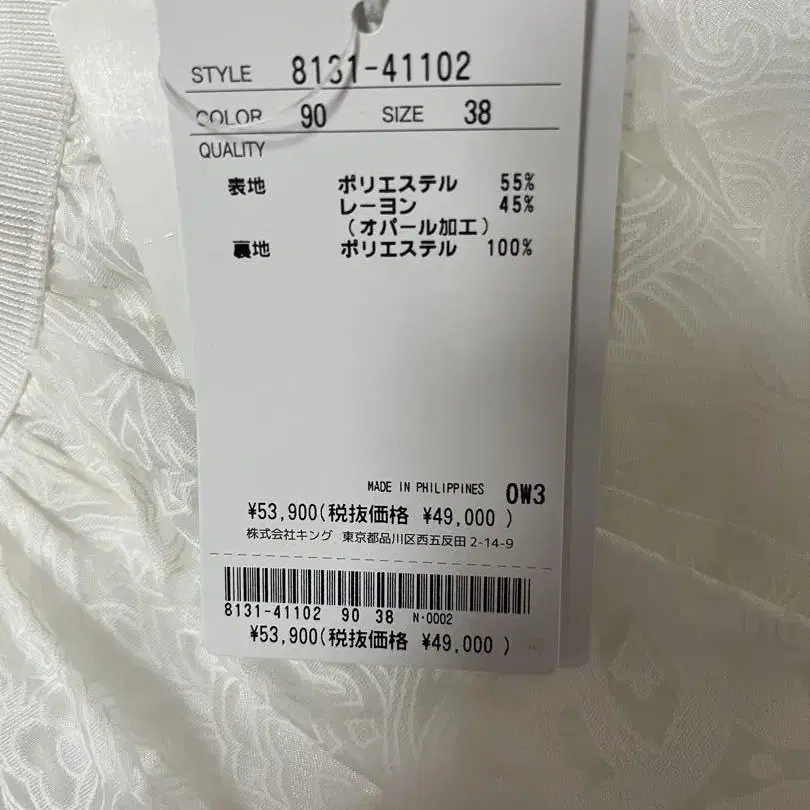 STYLE 8131-41102
COLOR 90 SIZE 38
QUALITY
表地 ポリエステル 55%
レーヨン 45%
(オパール加工)
裏地 ポリエステル 100%
MADE IN PHILIPPINES 0W3
¥53,900(税抜価格 ¥49,000 )
株式会社キング 東京都品川区西五反田 2-14-9
8131-41102 90 38 N・0002
¥53,900(税抜価格 ¥49,000 )